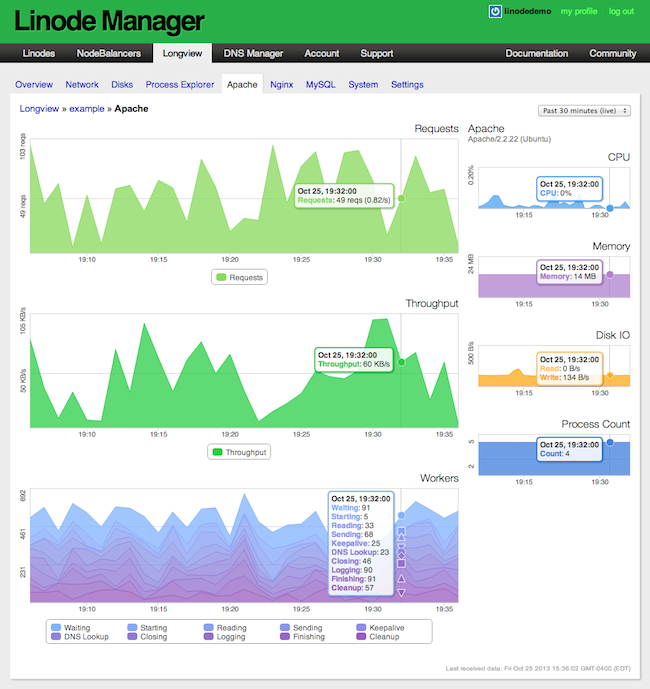 Linode Manager
linodedemo my profile log out
Linodes NodeBalancers Longview DNS Manager Account Support Documentation Community
Overview Network Disks Process Explorer Apache Nginx MySQL System Settings
Longview » example » Apache
Past 30 minutes (live)
Requests
103 reqs
49 reqs
Oct 25, 19:32:00
Requests: 49 reqs (0.82/s)
19:10 19:15 19:20 19:25 19:30 19:35
Requests
Throughput
105 KB/s
50 KB/s
Oct 25, 19:32:00
Throughput: 60 KB/s
19:10 19:15 19:20 19:25 19:30 19:35
Throughput
Workers
692
461
231
Oct 25, 19:32:00
Waiting: 91
Starting: 5
Reading: 33
Sending: 68
Keepalive: 25
DNS Lookup: 23
Closing: 46
Logging: 90
Finishing: 91
Cleanup: 57
19:10 19:15 19:20 19:25 19:30 19:35
Waiting Starting Reading Sending Keepalive
DNS Lookup Closing Logging Finishing Cleanup
Apache
Apache/2.2.22 (Ubuntu)
CPU
0.20%
Oct 25, 19:32:00
CPU: 0%
19:15 19:30
Memory
24 MB
Oct 25, 19:32:00
Memory: 14 MB
19:15 19:30
Disk IO
500 B/s
Oct 25, 19:32:00
Read: 0 B/s
Write: 134 B/s
19:15 19:30
Process Count
5
2
Oct 25, 19:32:00
Count: 4
19:15 19:30
Last received data: Fri Oct 25 2013 15:36:02 GMT-0400 (EDT)